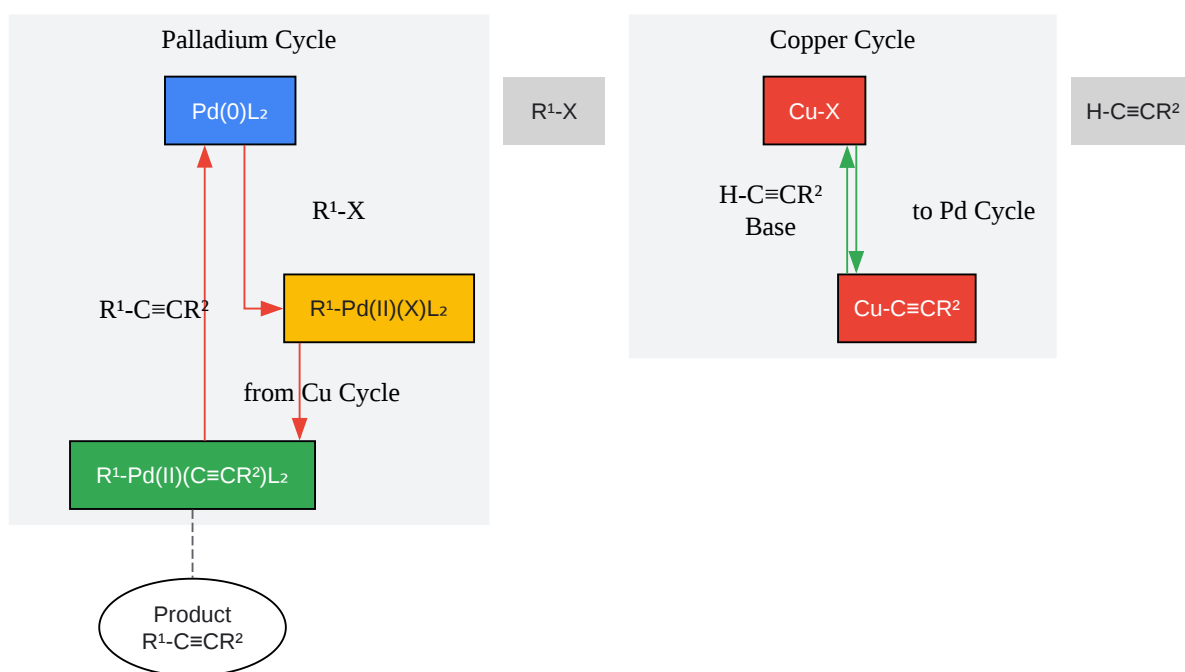 Palladium Cycle
Pd(0)L₂
R¹-X
R¹-X
R¹-Pd(II)(X)L₂
R¹-C≡CR²
from Cu Cycle
R¹-Pd(II)(C≡CR²)L₂
Product
R¹-C≡CR²
Copper Cycle
Cu-X
H-C≡CR²
H-C≡CR²
Base
to Pd Cycle
Cu-C≡CR²